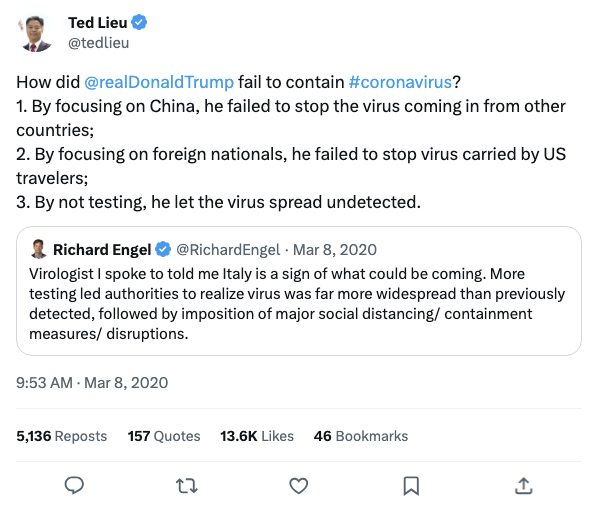 Ted Lieu
@tedlieu
How did @realDonaldTrump fail to contain #coronavirus?
1. By focusing on China, he failed to stop the virus coming in from other
countries;
2. By focusing on foreign nationals, he failed to stop virus carried by US
travelers;
3. By not testing, he let the virus spread undetected.
Richard Engel @RichardEngel · Mar 8, 2020
Virologist I spoke to told me Italy is a sign of what could be coming. More
testing led authorities to realize virus was far more widespread than previously
detected, followed by imposition of major social distancing/ containment
measures/ disruptions.
9:53 AM · Mar 8, 2020
5,136 Reposts 157 Quotes 13.6K Likes 46 Bookmarks